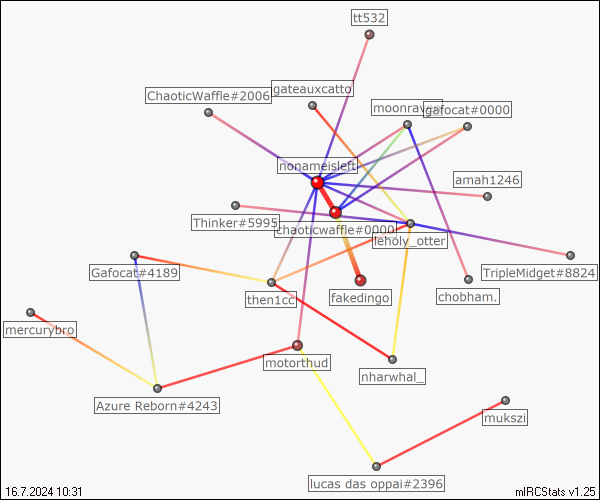 tt532
gateauxcatto
ChaoticWaffle#2006
gafocat#0000
nonameisleft
amah1246
Thinker#5995
chaoticwaffle#0000
leholy_otter
Gafocat#4189
TripleMidget#8824
then1cc
fakedingo
chobham.
mercurybro
motorthud
nharwhal_
Azure Reborn#4243
mukszi
lucas das oppai#2396
16.7.2024 10:31
mIRCStats v1.25